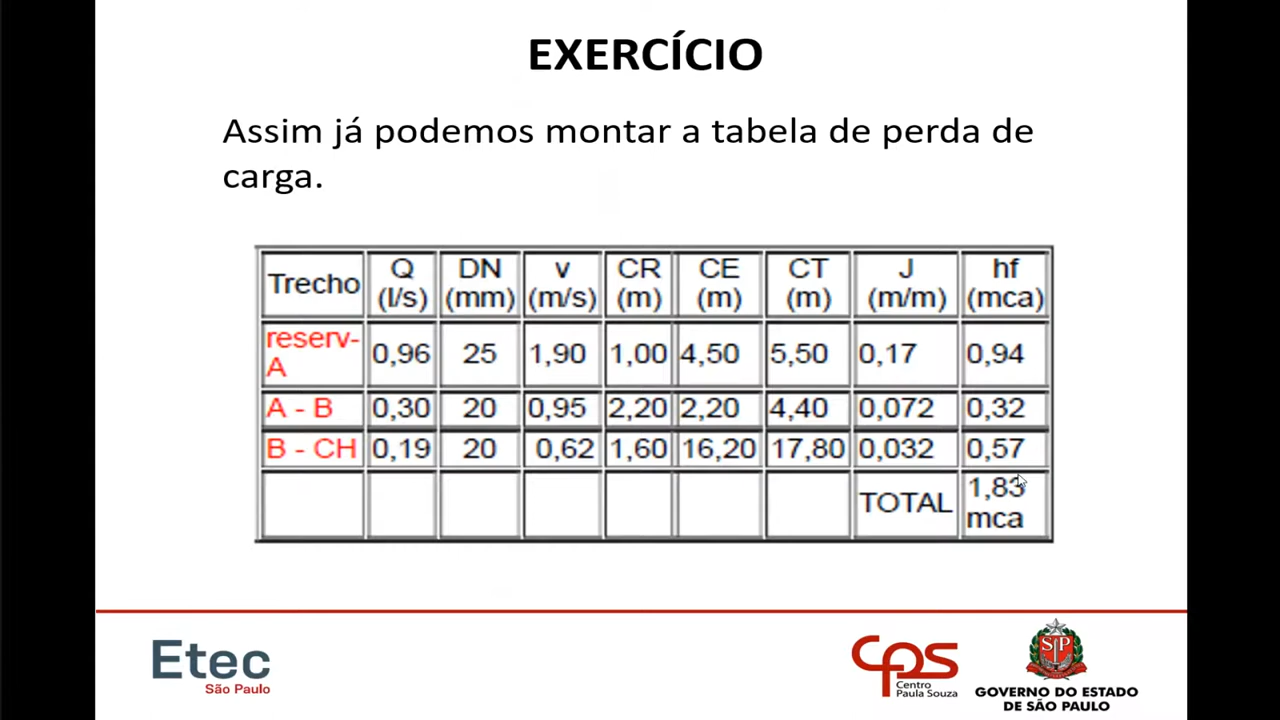 EXERCÍCIO
Assim já podemos montar a tabela de perda de
carga.
Trecho Q (l/s) DN (mm) v (m/s) CR (m) CE (m) CT (m) J (m/m) hf (mca)
reserv-A 0,96 25 1,90 1,00 4,50 5,50 0,17 0,94
A - B 0,30 20 0,95 2,20 2,20 4,40 0,072 0,32
B - CH 0,19 20 0,62 1,60 16,20 17,80 0,032 0,57
TOTAL 1,83 mca
Etec
São Paulo
cps
Centro
Paula Souza
SP
GOVERNO DO ESTADO
DE SÃO PAULO